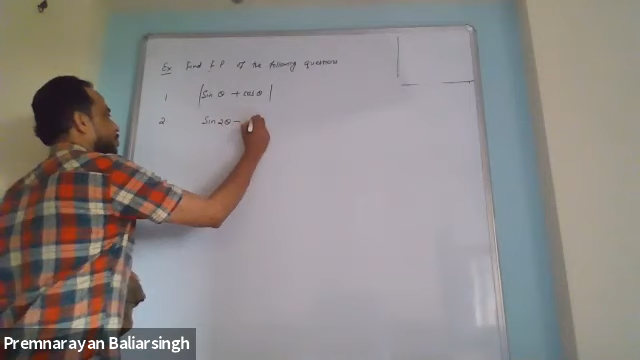 Ex Find F.P of the following questions
1. |Sin θ + cos θ|
2. Sin 2θ -
Premnarayan Baliarsingh